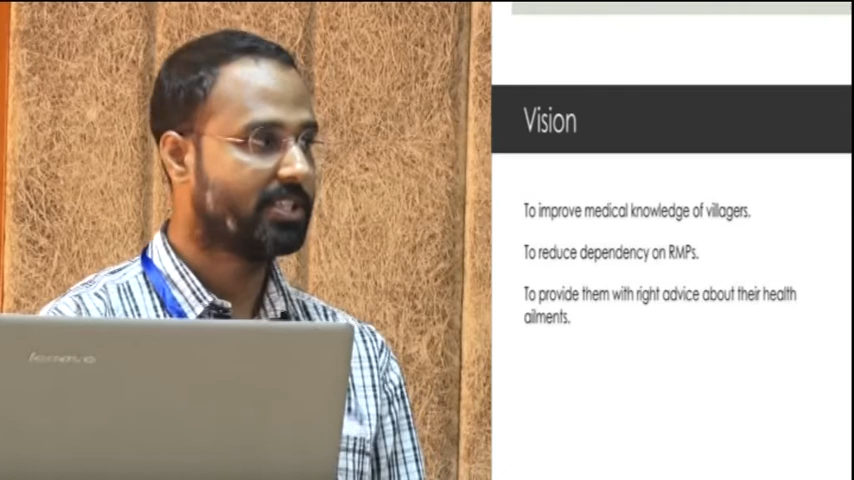 lenovo
Vision
To improve medical knowledge of villagers.
To reduce dependency on RMPs.
To provide them with right advice about their health
ailments.